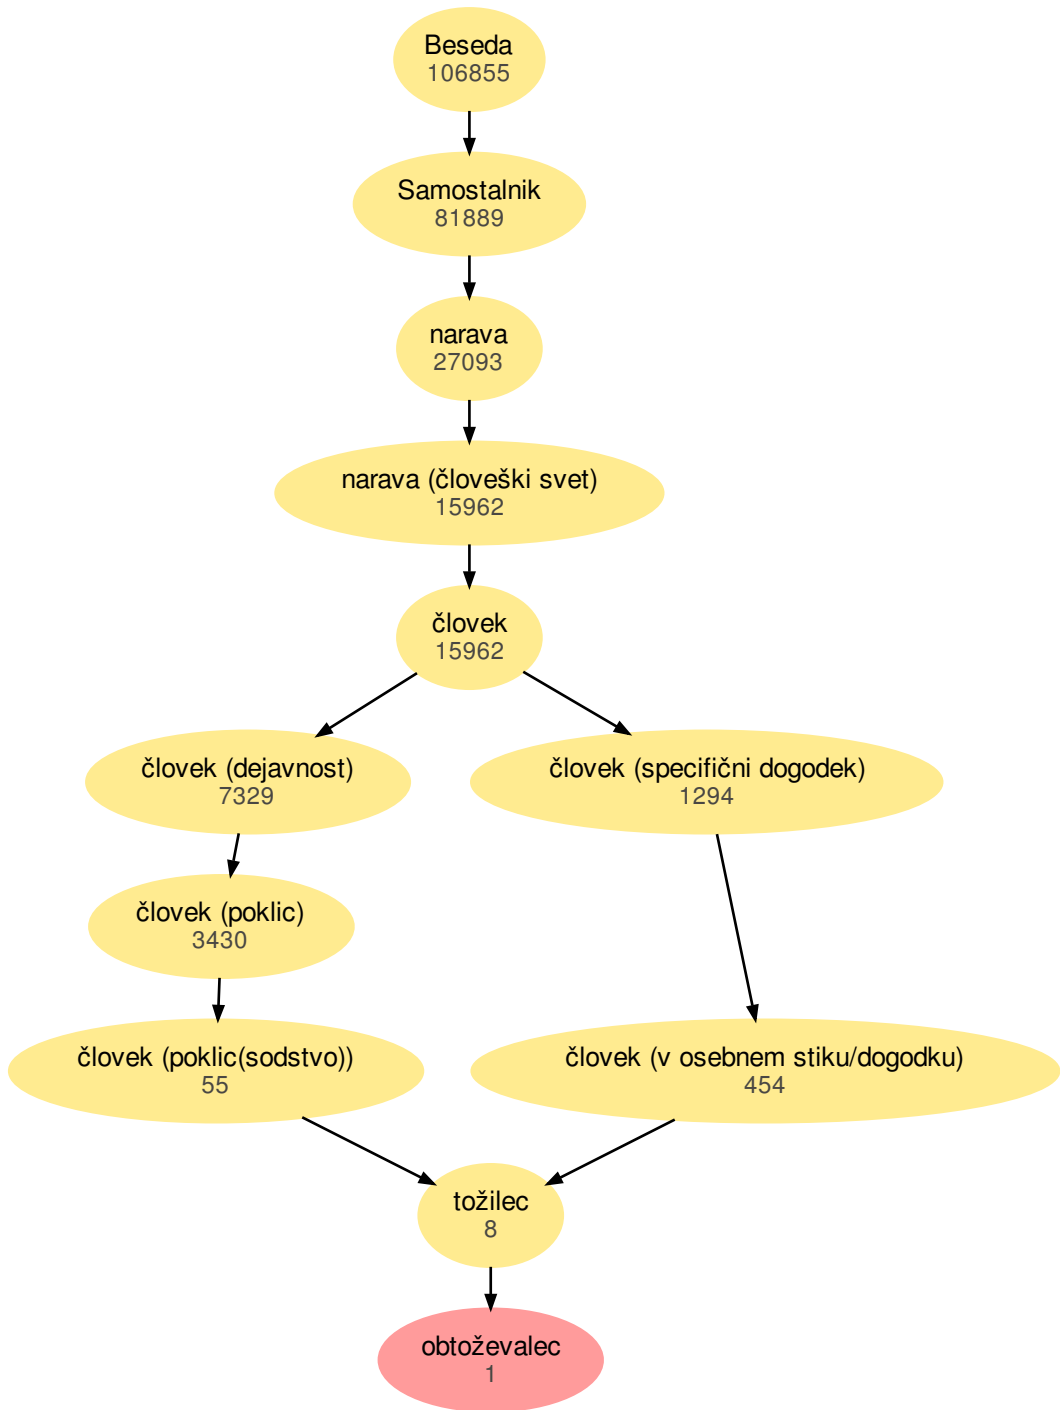 Beseda
106855
Samostalnik
81889
narava
27093
narava (človeški svet)
15962
človek
15962
človek (dejavnost)
7329
človek (specifični dogodek)
1294
človek (poklic)
3430
človek (poklic(sodstvo))
55
človek (v osebnem stiku/dogodku)
454
tožilec
8
obtoževalec
1